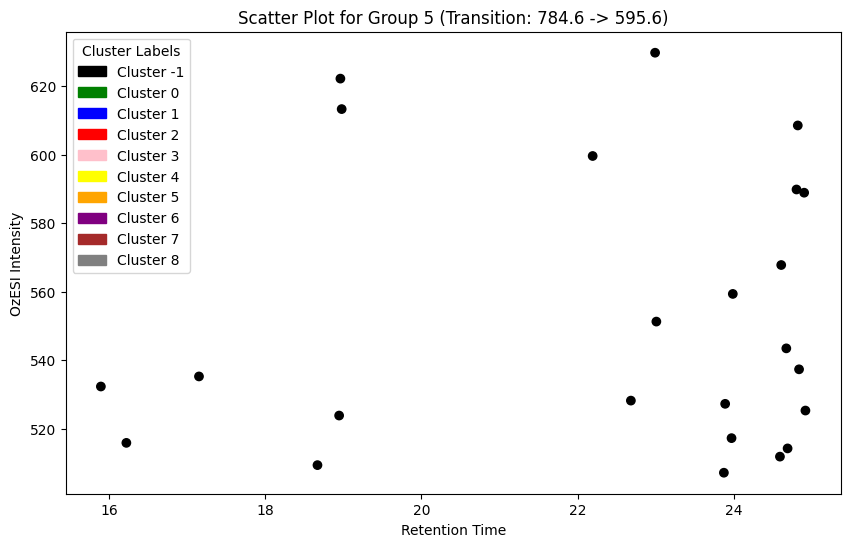 Scatter Plot for Group 5 (Transition: 784.6 -> 595.6)
Cluster Labels
Cluster -1
Cluster 0
Cluster 1
Cluster 2
Cluster 3
Cluster 4
Cluster 5
Cluster 6
Cluster 7
Cluster 8
OzESI Intensity
620
600
580
560
540
520
16 18 20 22 24
Retention Time